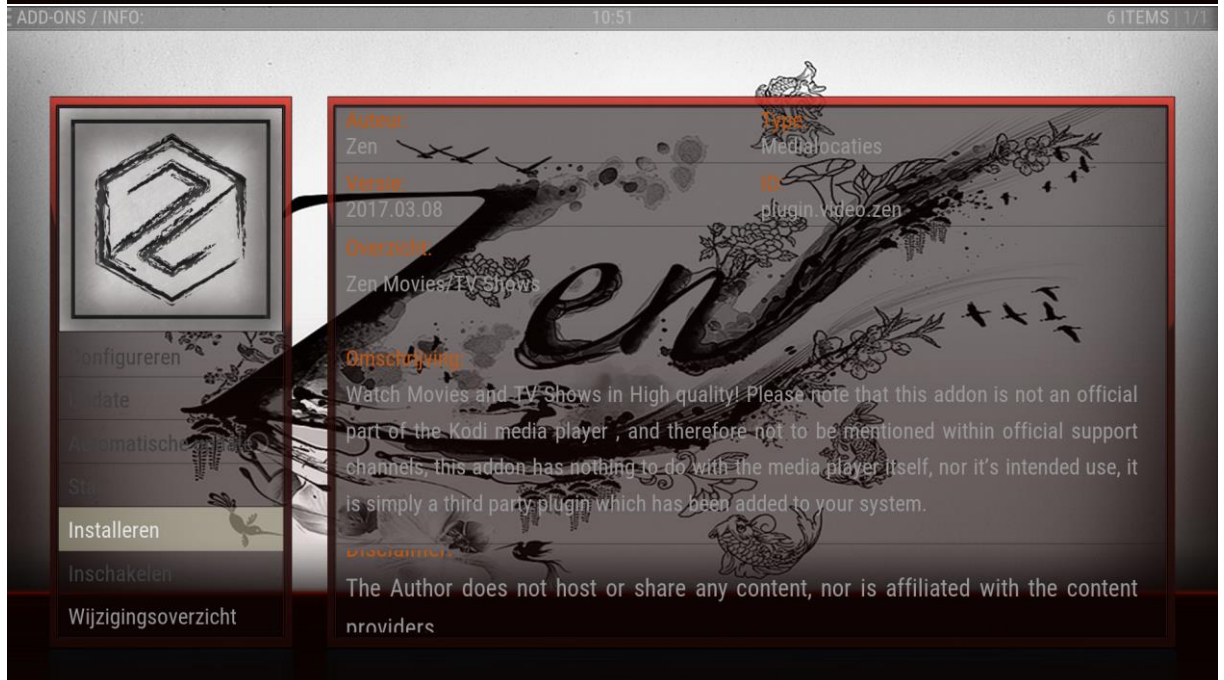 ADD-ONS / INFO:
10:51
6 ITEMS | 1/1
Auteur:
Zen
Type:
Medialocaties
Versie:
2017.03.08
ID:
plugin.video.zen
Overzicht:
Zen Movies/TV Shows
Zen
Omschrijving:
Watch Movies and TV Shows in High quality! Please note that this addon is not an official
part of the Kodi media player , and therefore not to be mentioned within official support
channels, this addon has nothing to do with the media player itself, nor it's intended use, it
is simply a third party plugin which has been added to your system.
Disclaimer:
The Author does not host or share any content, nor is affiliated with the content
providers
Configureren
Update
Automatische
Installeren
Inschakelen
Wijzigingsoverzicht